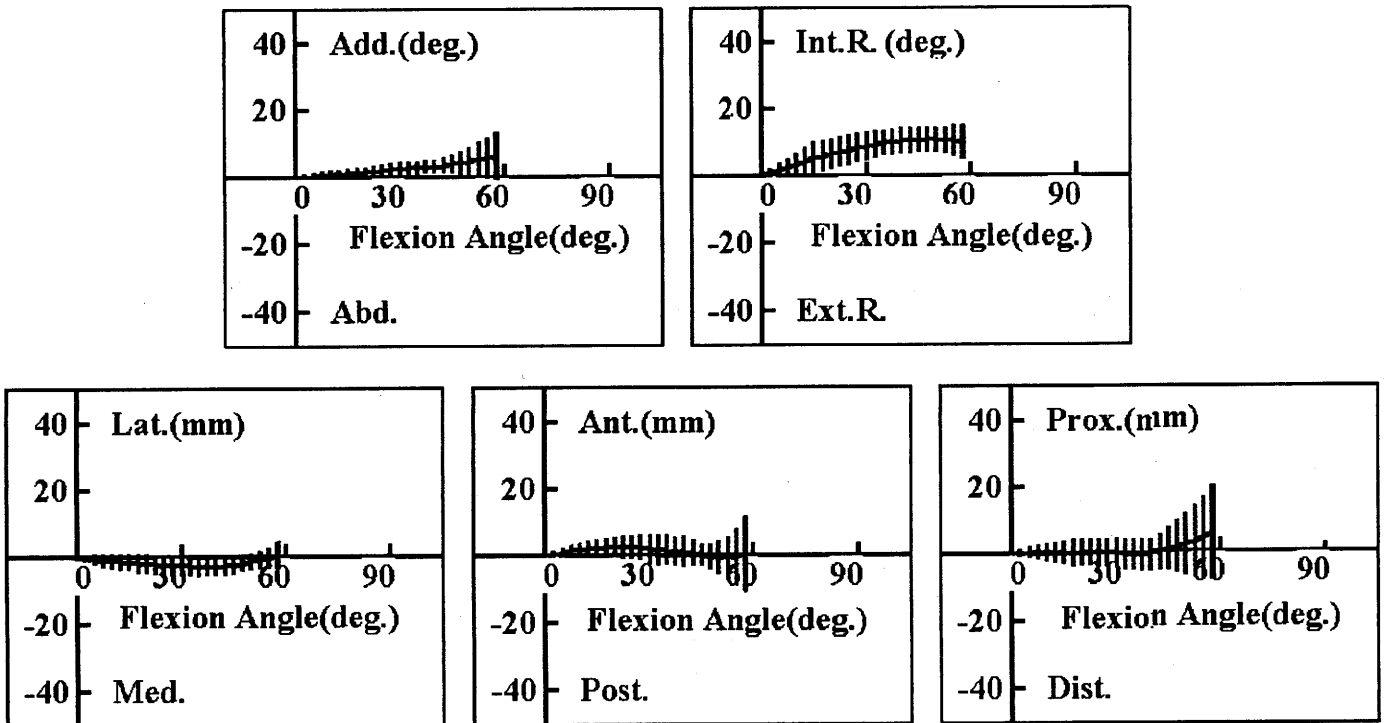 40 Add.(deg.)
20
0 30 60 90
-20 Flexion Angle(deg.)
-40 Abd.
40 Int.R. (deg.)
20
0 30 60 90
-20 Flexion Angle(deg.)
-40 Ext.R.
40 Lat.(mm)
20
0 30 60 90
-20 Flexion Angle(deg.)
-40 Med.
40 Ant.(mm)
20
0 30 60 90
-20 Flexion Angle(deg.)
-40 Post.
40 Prox.(mm)
20
0 30 60 90
-20 Flexion Angle(deg.)
-40 Dist.